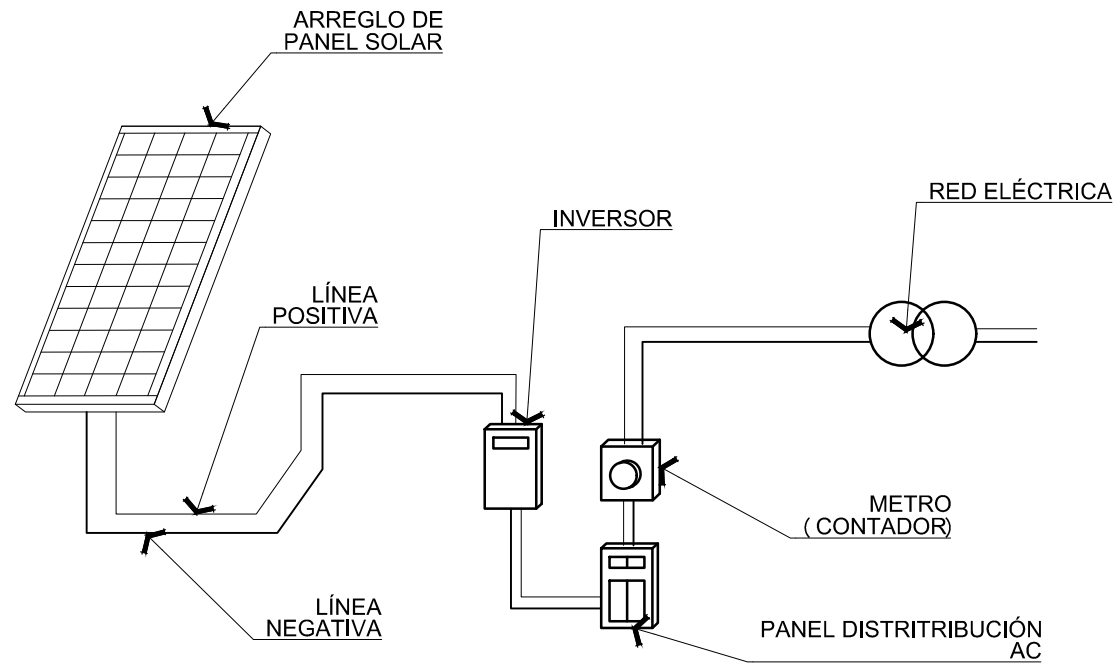 ARREGLO DE
PANEL SOLAR
RED ELÉCTRICA
INVERSOR
LÍNEA
POSITIVA
METRO
( CONTADOR)
LÍNEA
NEGATIVA
PANEL DISTRITRIBUCIÓN
AC